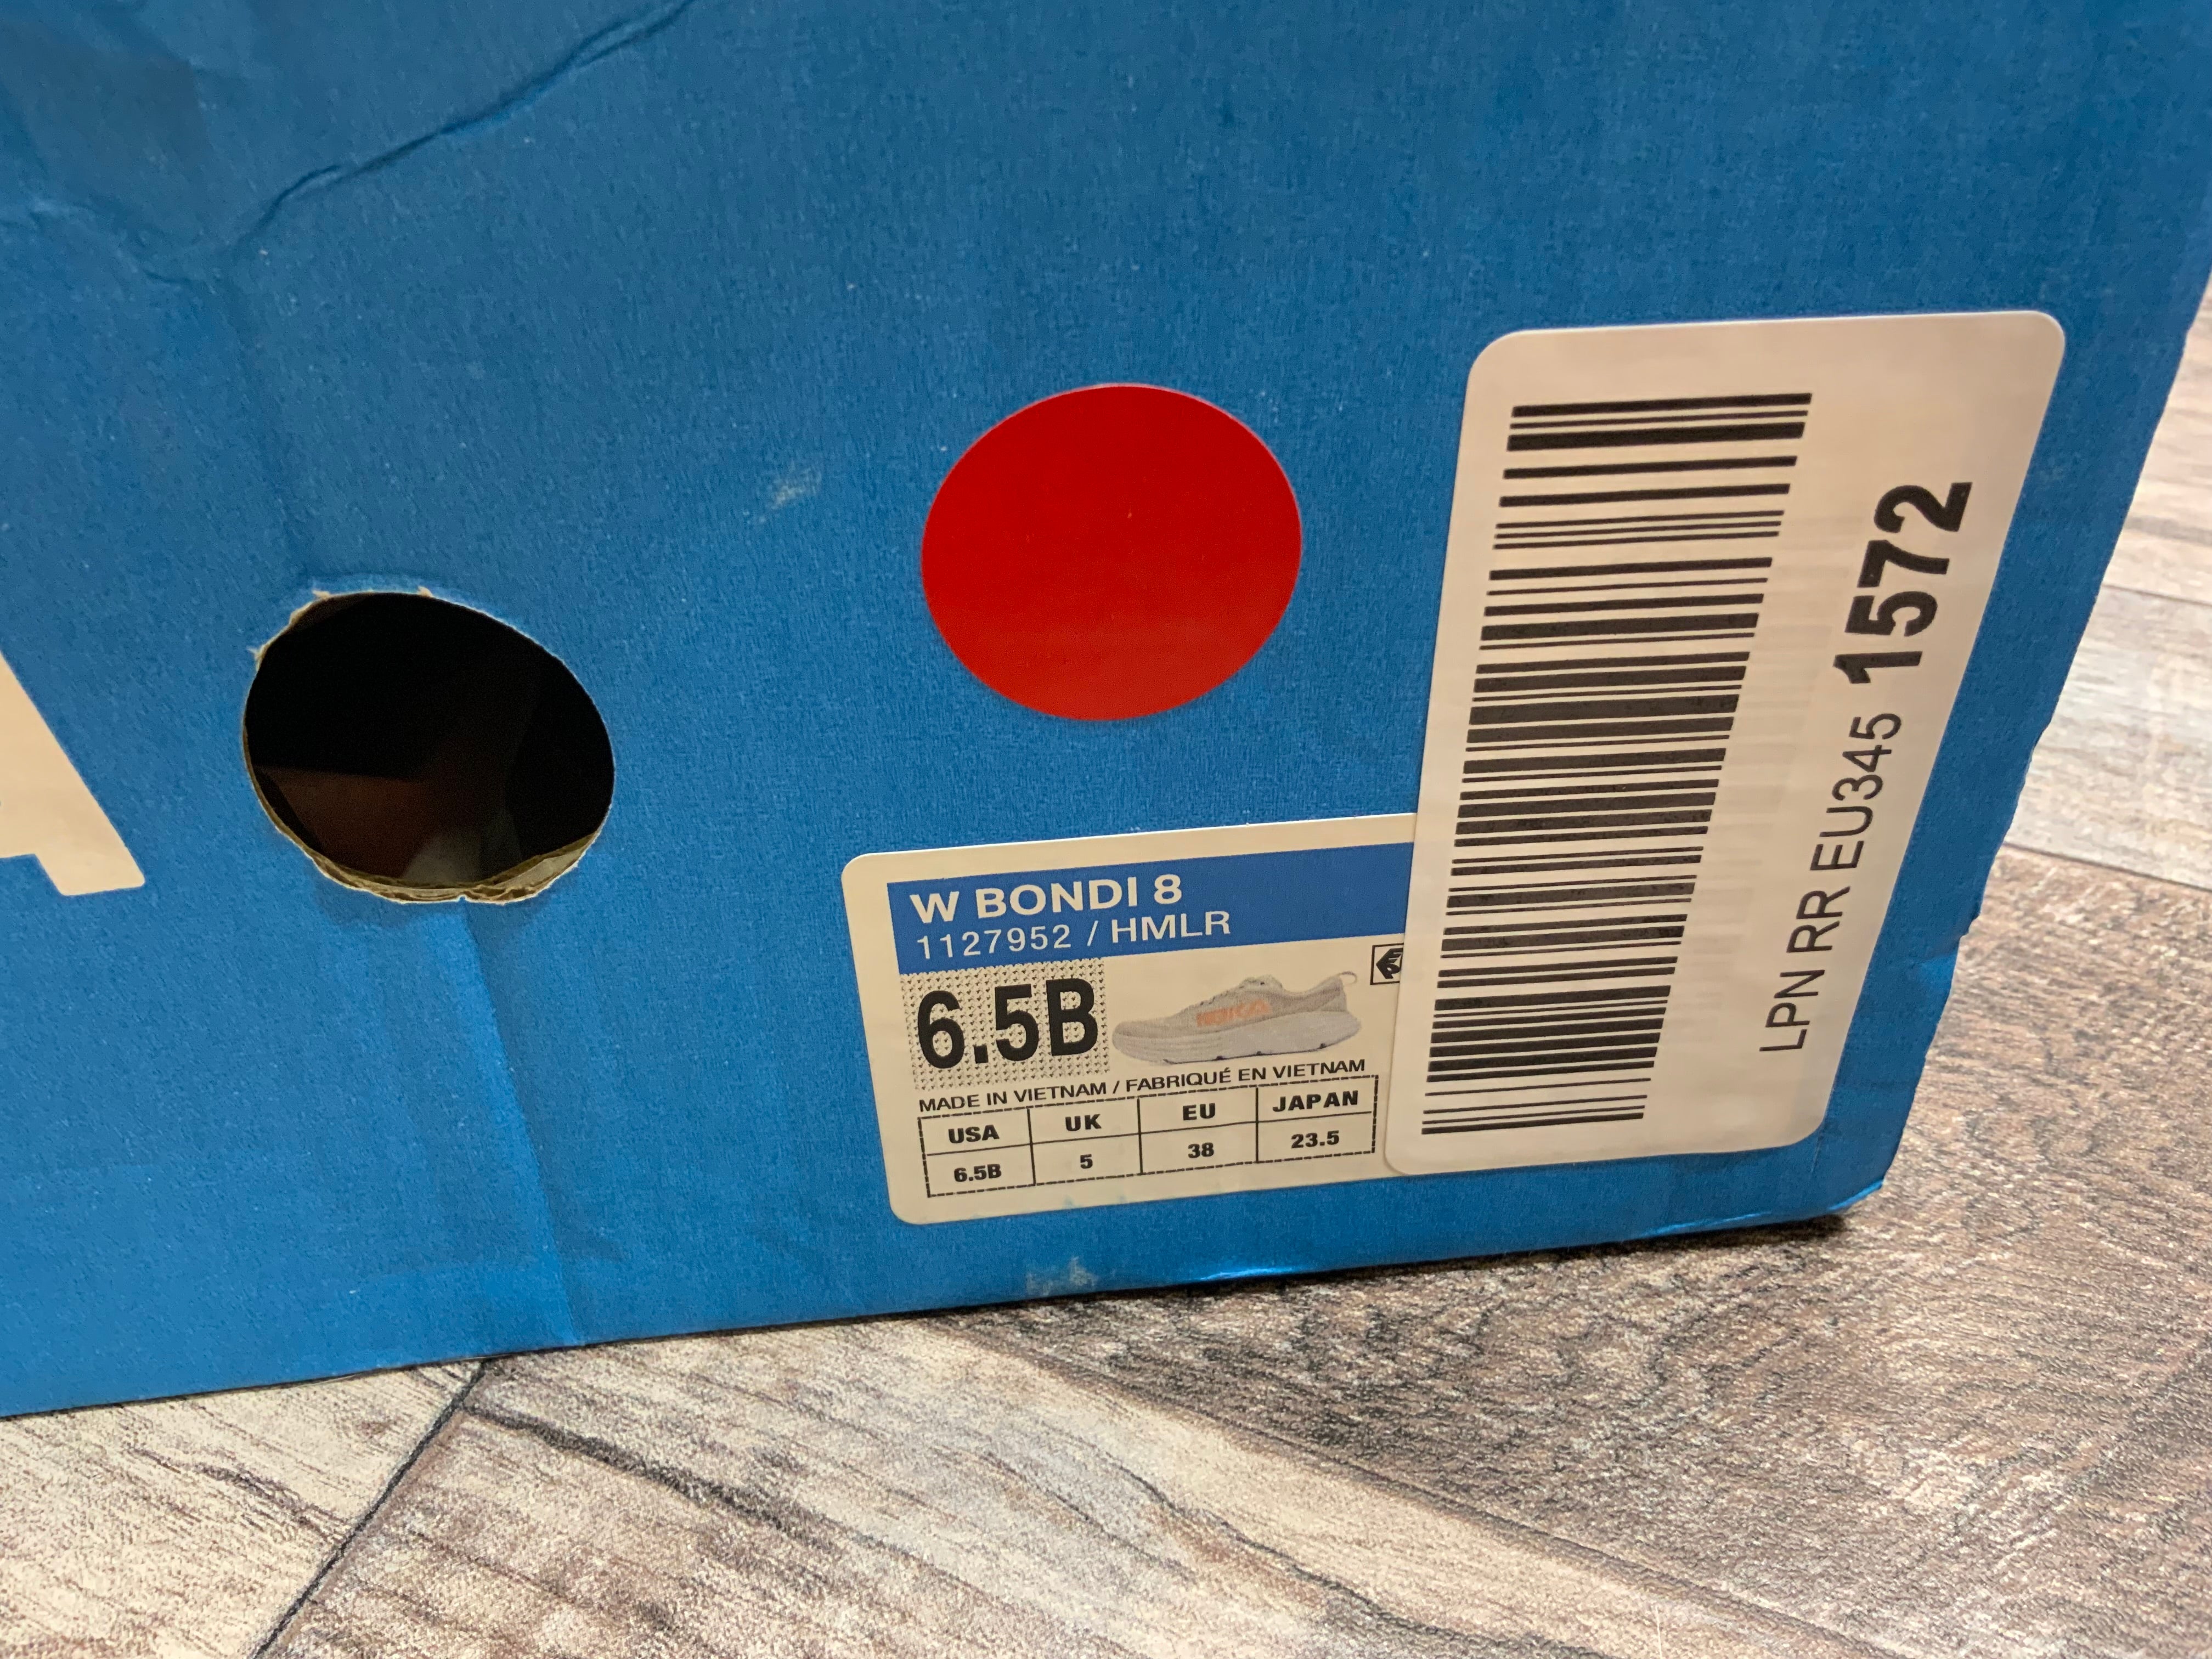 A
W BONDI 8
1127952 / HMLR
6.5B
HOKA
MADE IN VIETNAM / FABRIQUÉ EN VIETNAM
USA UK EU JAPAN
6.5B 5 38 23.5
LPN RR EU345 1572